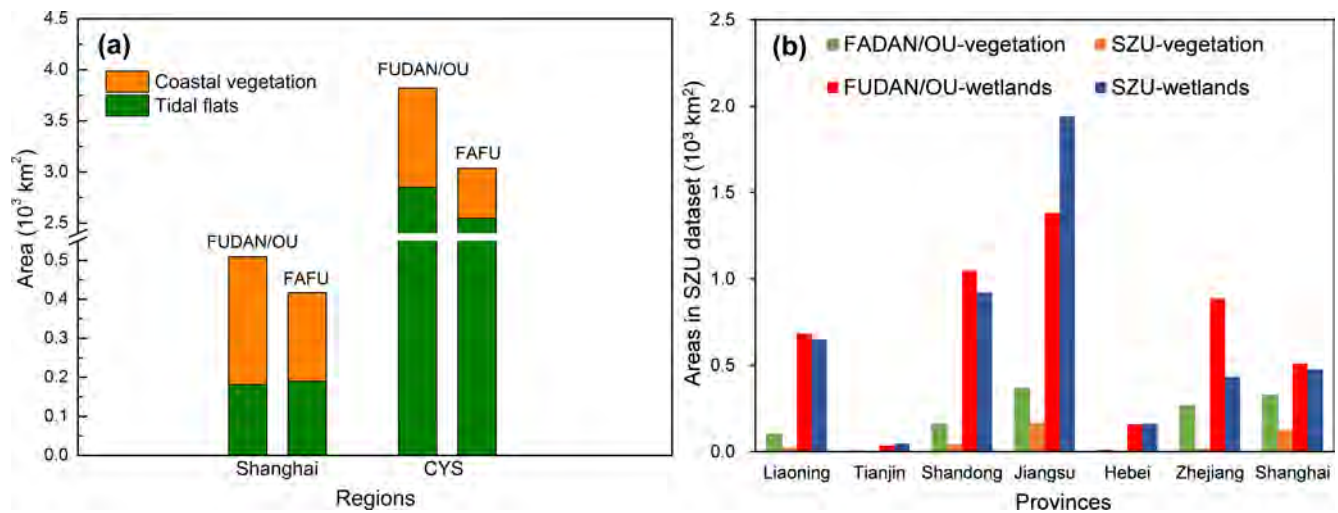 (a)
Coastal vegetation
Tidal flats
FUDAN/OU
FAFU
FUDAN/OU
FAFU
4.5
4.0
3.5
3.0
2.5
0.5
0.4
0.3
0.2
0.1
0.0
Area (10³ km²)
Shanghai CYS
Regions
(b)
FADAN/OU-vegetation SZU-vegetation
FUDAN/OU-wetlands SZU-wetlands
2.5
2.0
1.5
1.0
0.5
0.0
Areas in SZU dataset (10³ km²)
Liaoning Tianjin Shandong Jiangsu Hebei Zhejiang Shanghai
Provinces